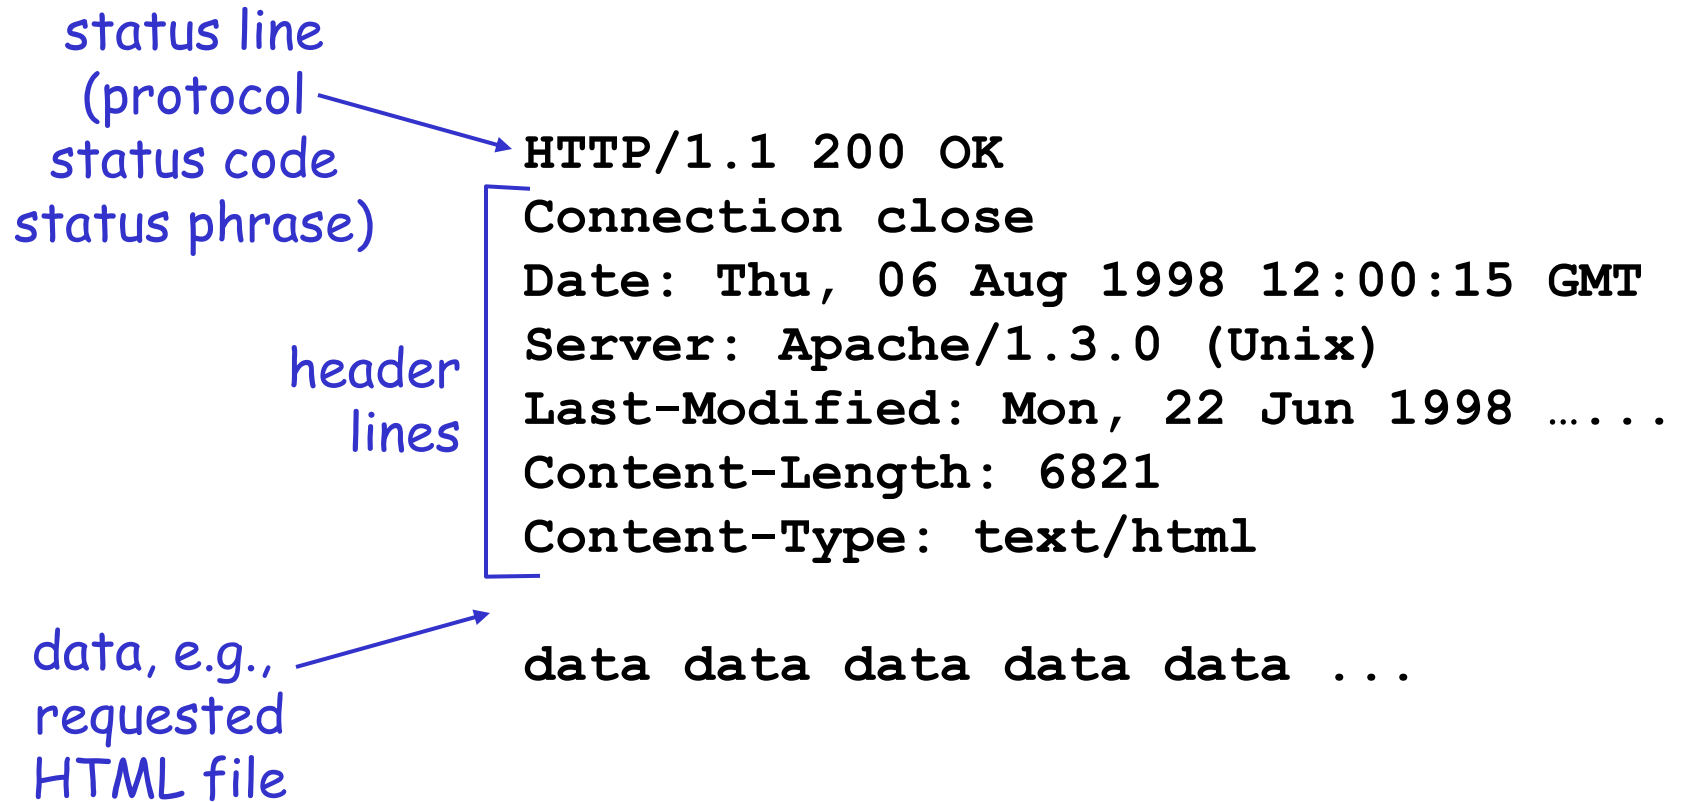 status line
(protocol
status code
status phrase)
HTTP/1.1 200 OK
Connection close
Date: Thu, 06 Aug 1998 12:00:15 GMT
Server: Apache/1.3.0 (Unix)
Last-Modified: Mon, 22 Jun 1998 …...
Content-Length: 6821
Content-Type: text/html
header
lines
data, e.g.,
requested
HTML file
data data data data data ...